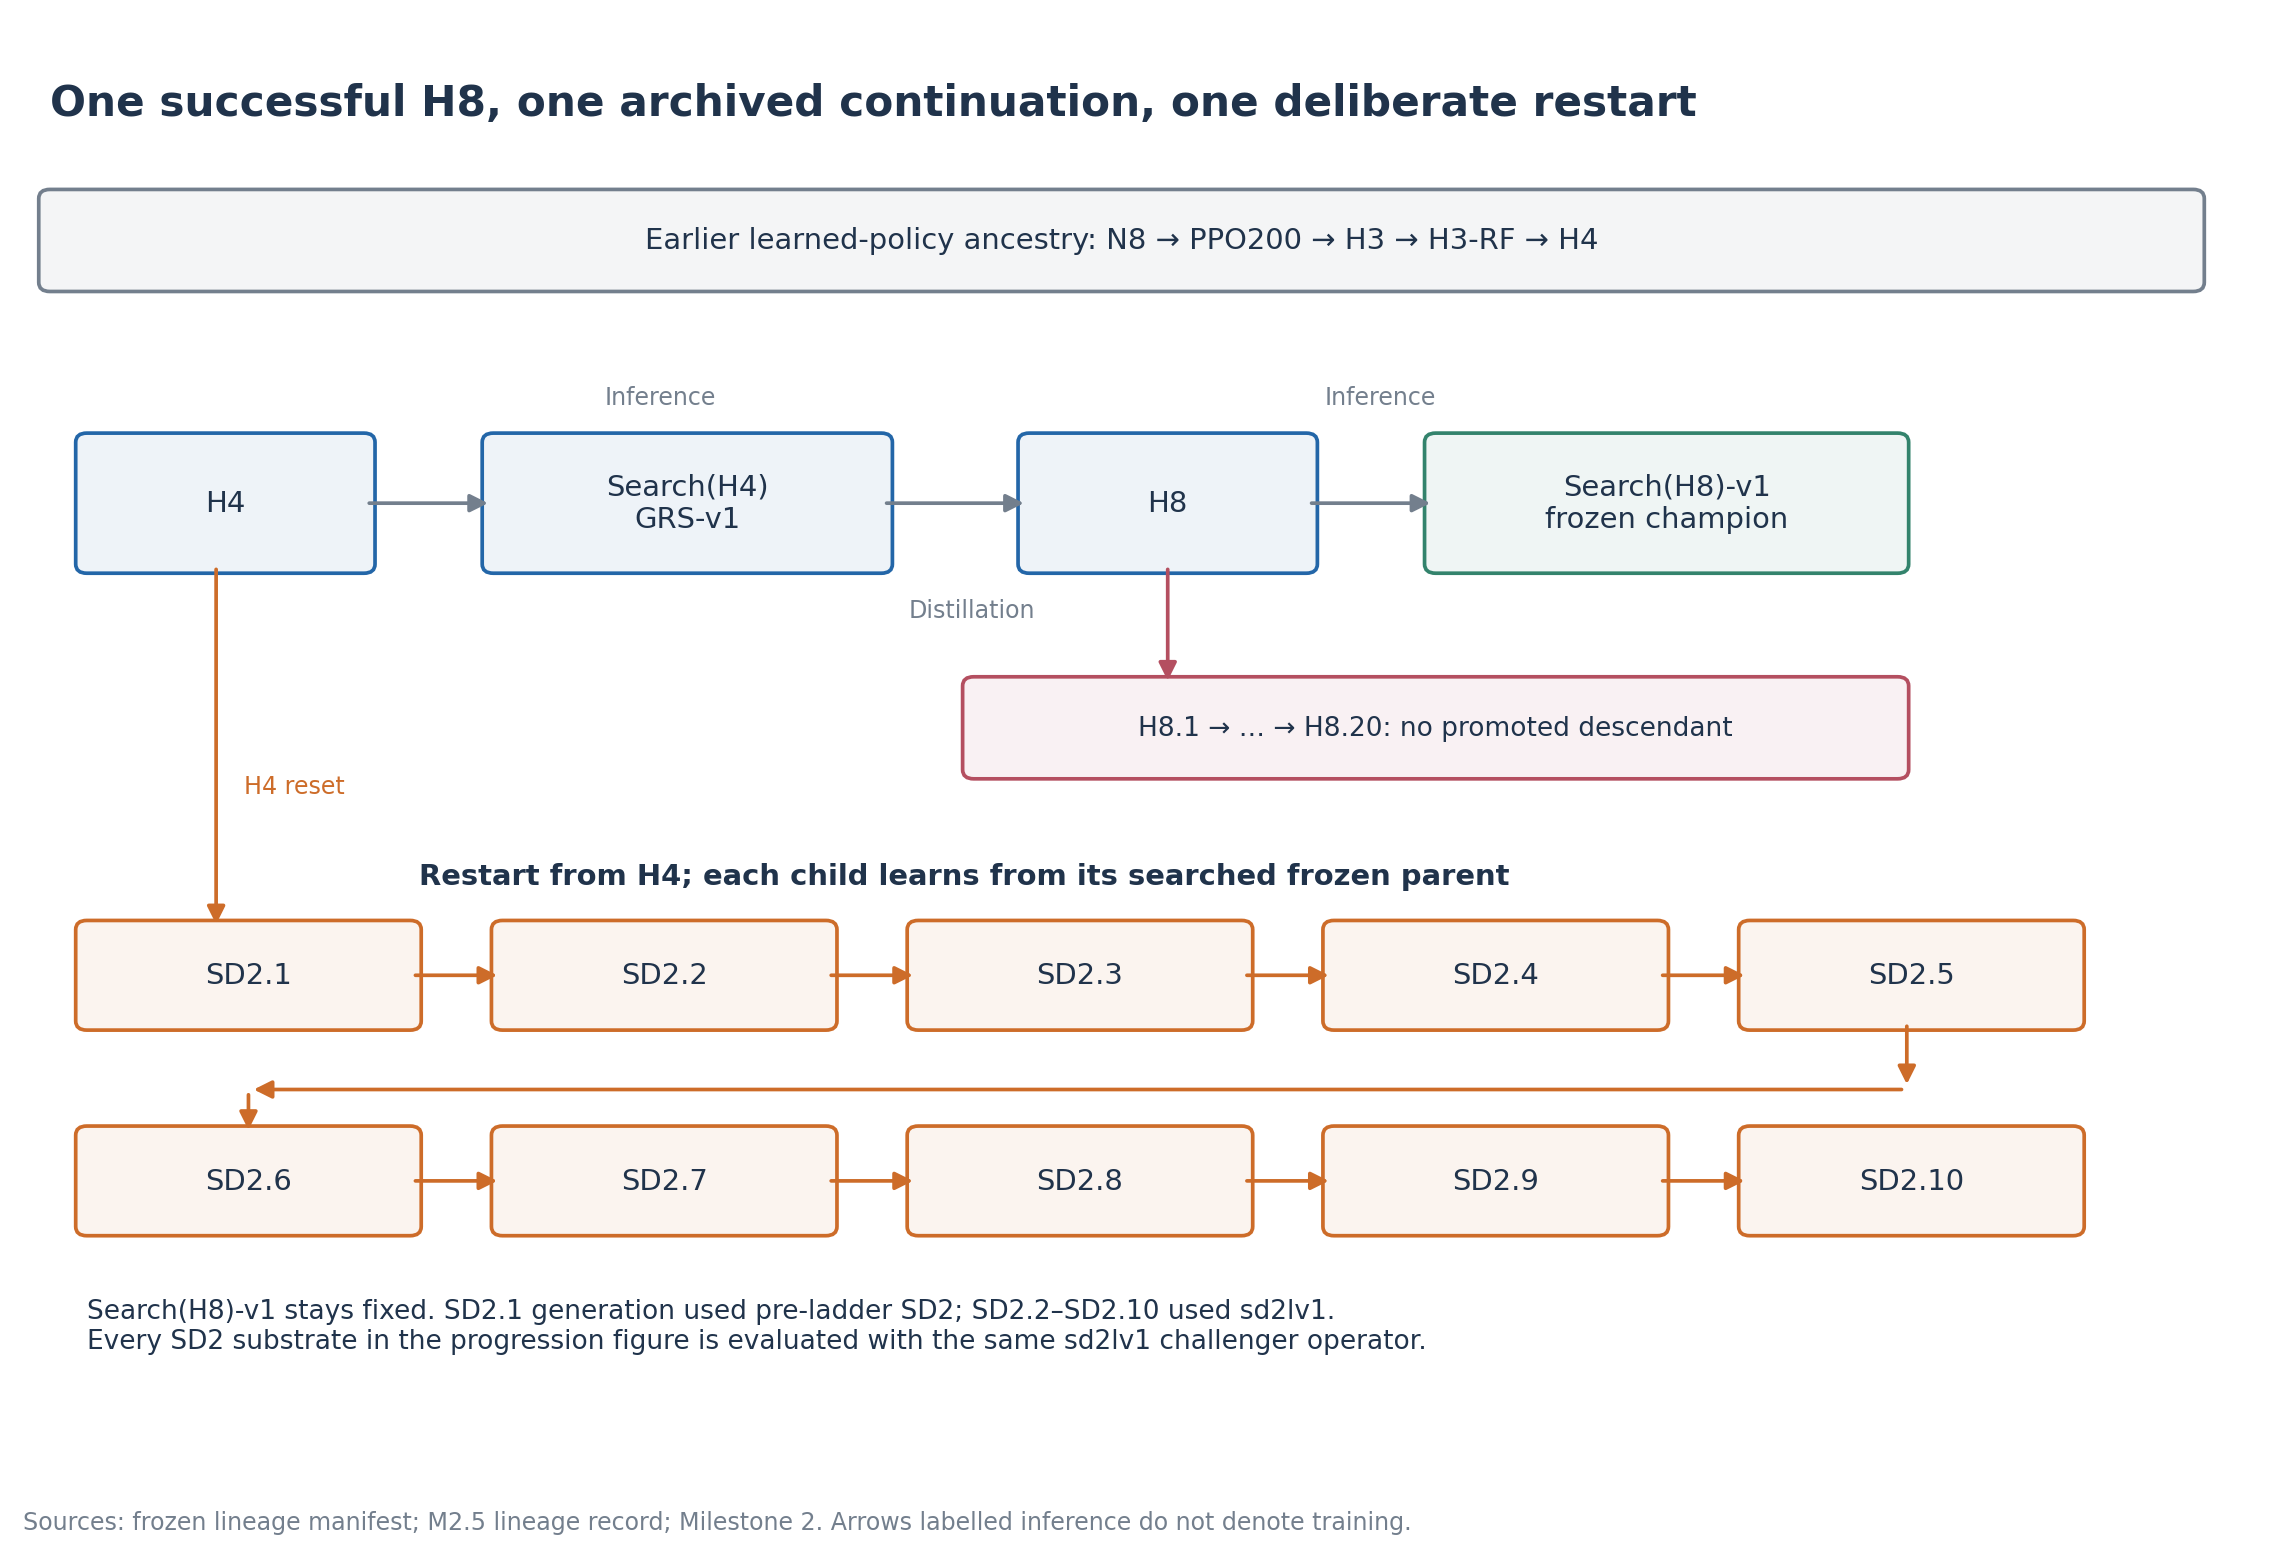 One successful H8, one archived continuation, one deliberate restart
Earlier learned-policy ancestry: N8 → PPO200 → H3 → H3-RF → H4
Inference
Inference
H4
Search(H4)
GRS-v1
H8
Search(H8)-v1
frozen champion
Distillation
H8.1 → ... → H8.20: no promoted descendant
H4 reset
Restart from H4; each child learns from its searched frozen parent
SD2.1
SD2.2
SD2.3
SD2.4
SD2.5
SD2.6
SD2.7
SD2.8
SD2.9
SD2.10
Search(H8)-v1 stays fixed. SD2.1 generation used pre-ladder SD2; SD2.2–SD2.10 used sd2lv1.
Every SD2 substrate in the progression figure is evaluated with the same sd2lv1 challenger operator.
Sources: frozen lineage manifest; M2.5 lineage record; Milestone 2. Arrows labelled inference do not denote training.